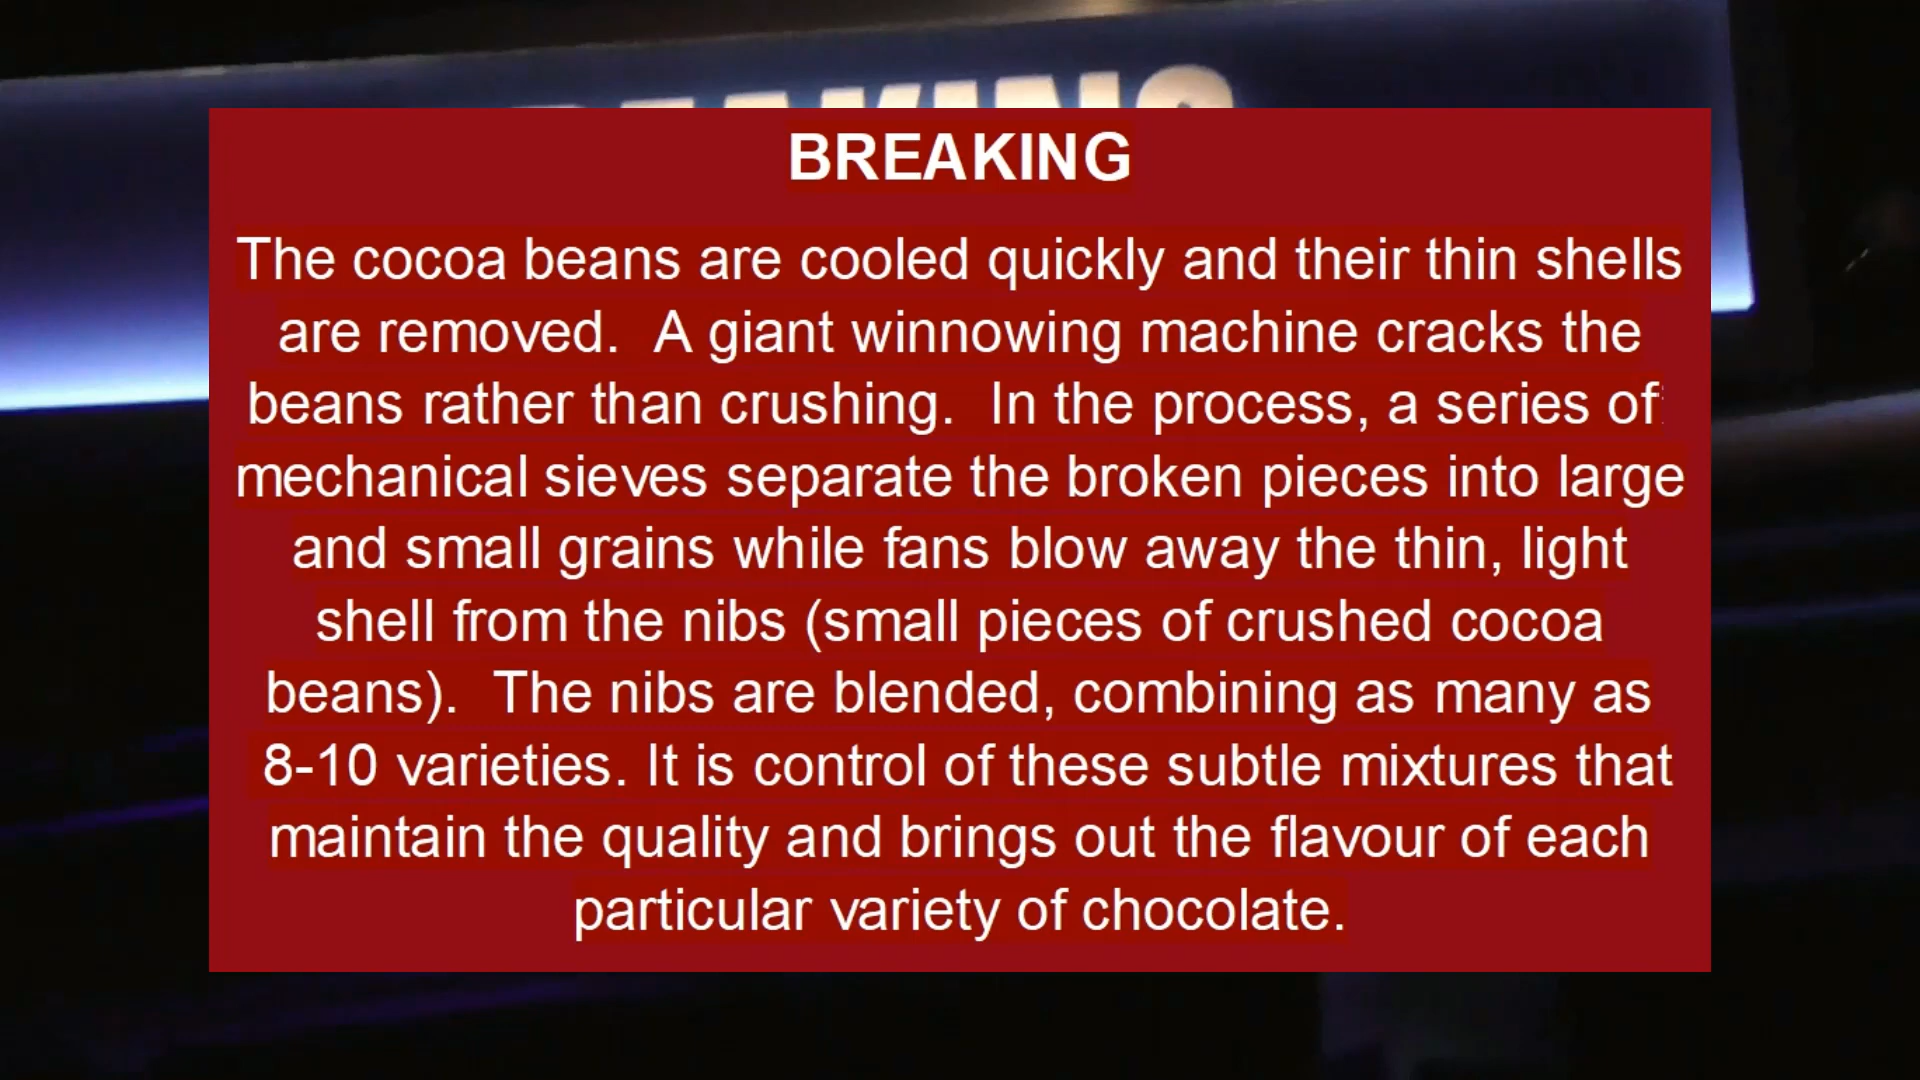 BREAKING
The cocoa beans are cooled quickly and their thin shells
are removed.  A giant winnowing machine cracks the
beans rather than crushing.  In the process, a series of
mechanical sieves separate the broken pieces into large
and small grains while fans blow away the thin, light
shell from the nibs (small pieces of crushed cocoa
beans).  The nibs are blended, combining as many as
8-10 varieties. It is control of these subtle mixtures that
maintain the quality and brings out the flavour of each
particular variety of chocolate.